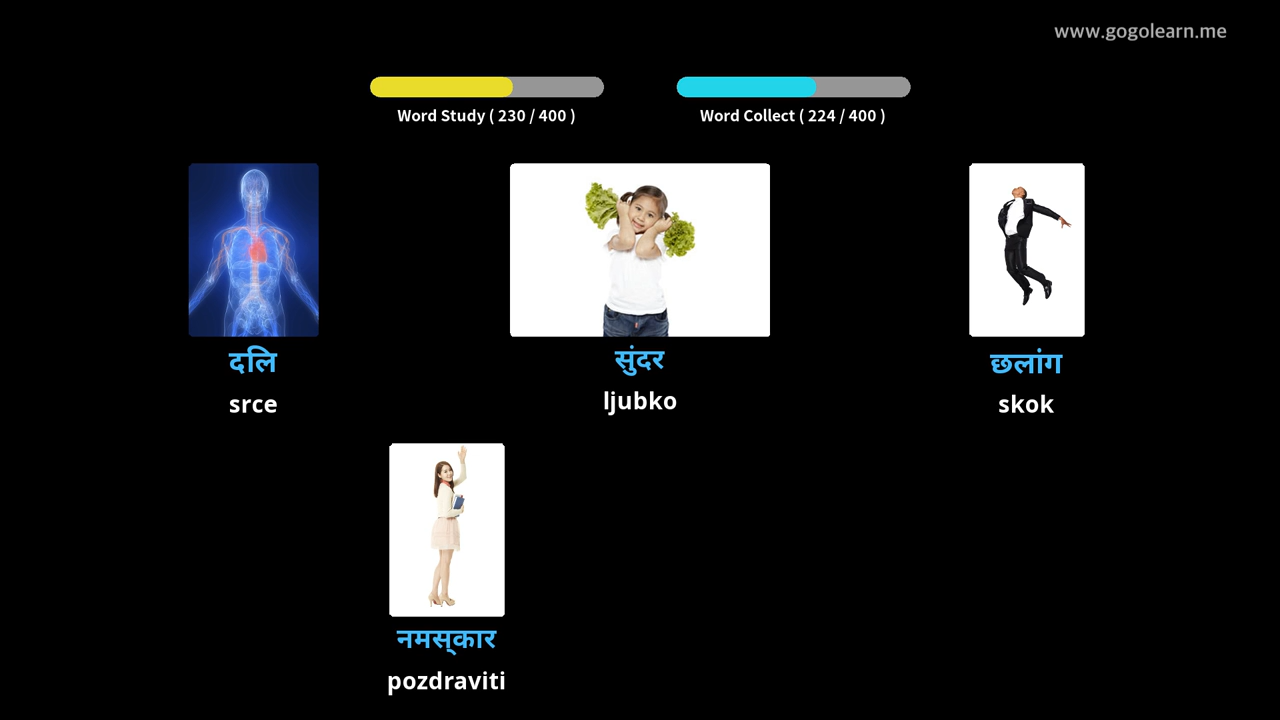 www.gogolearn.me
Word Study ( 230 / 400 )
Word Collect ( 224 / 400 )
दलि
सुंदर
छलांग
srce
ljubko
skok
नमस्‌कार
pozdraviti